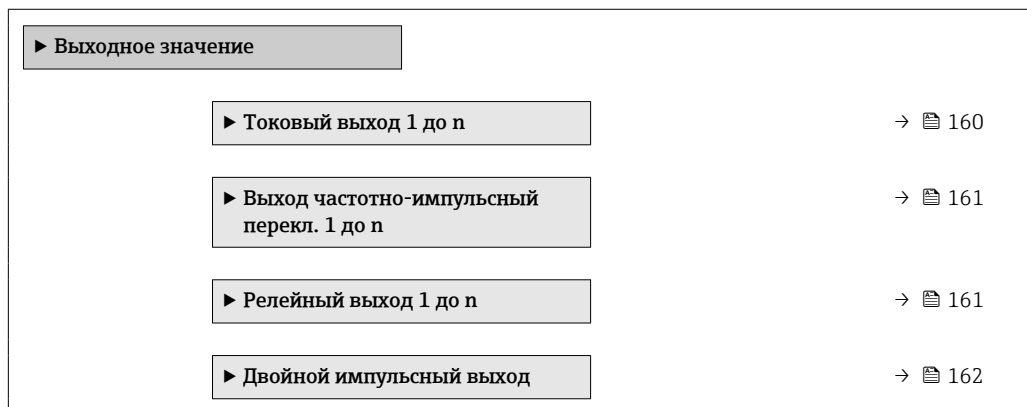 ► Выходное значение
► Токовый выход 1 до n → 160
► Выход частотно-импульсный → 161
перекл. 1 до n
► Релейный выход 1 до n → 161
► Двойной импульсный выход → 162